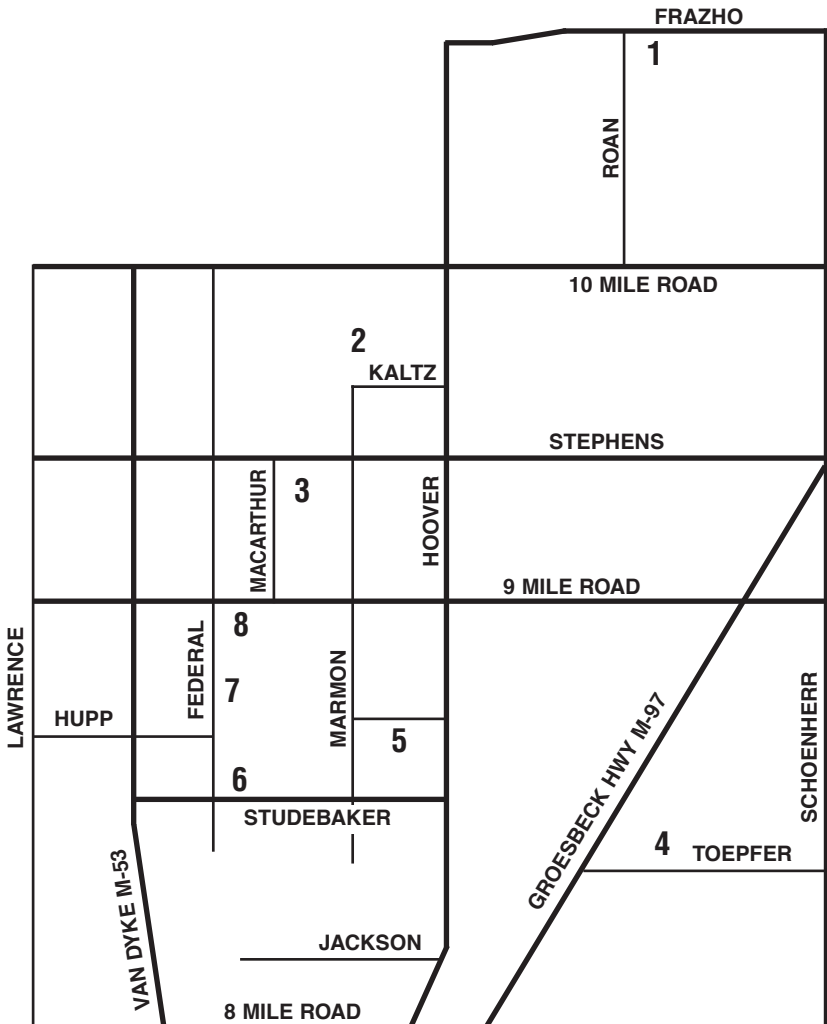 FRAZHO
1
ROAN
10 MILE ROAD
2
KALTZ
STEPHENS
MACARTHUR
3
HOOVER
9 MILE ROAD
LAWRENCE
FEDERAL
8
MARMON
7
HUPP
5
6
STUDEBAKER
GROESBECK HWY M-97
SCHOENHERR
4
TOEPFER
VAN DYKE M-53
JACKSON
8 MILE ROAD